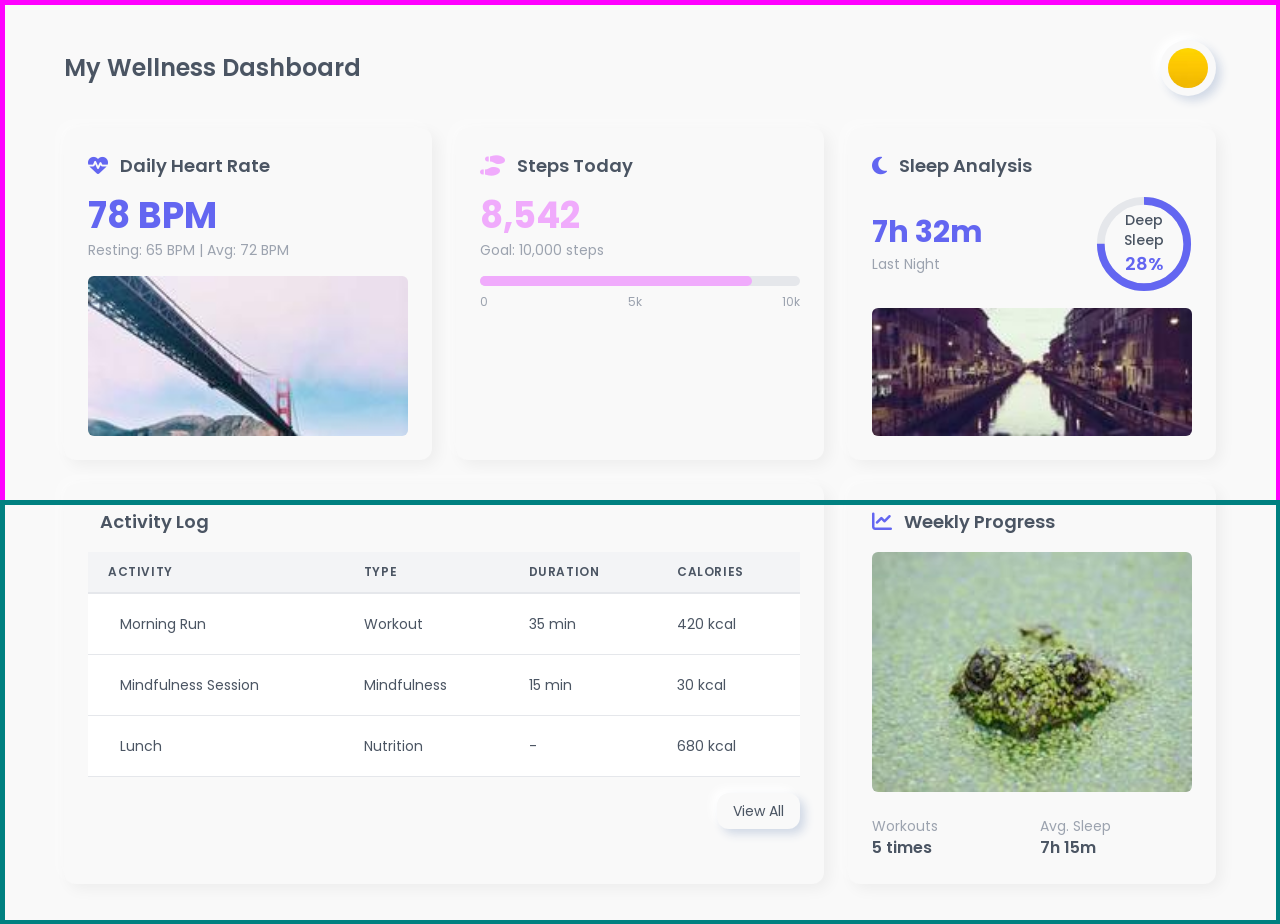 My Wellness Dashboard
Daily Heart Rate
78 BPM
Resting: 65 BPM | Avg: 72 BPM
Steps Today
8,542
Goal: 10,000 steps
0 5k 10k
Sleep Analysis
7h 32m
Last Night
Deep
Sleep
28%
Activity Log
ACTIVITY TYPE DURATION CALORIES
Morning Run Workout 35 min 420 kcal
Mindfulness Session Mindfulness 15 min 30 kcal
Lunch Nutrition - 680 kcal
View All
Weekly Progress
Workouts Avg. Sleep
5 times 7h 15m